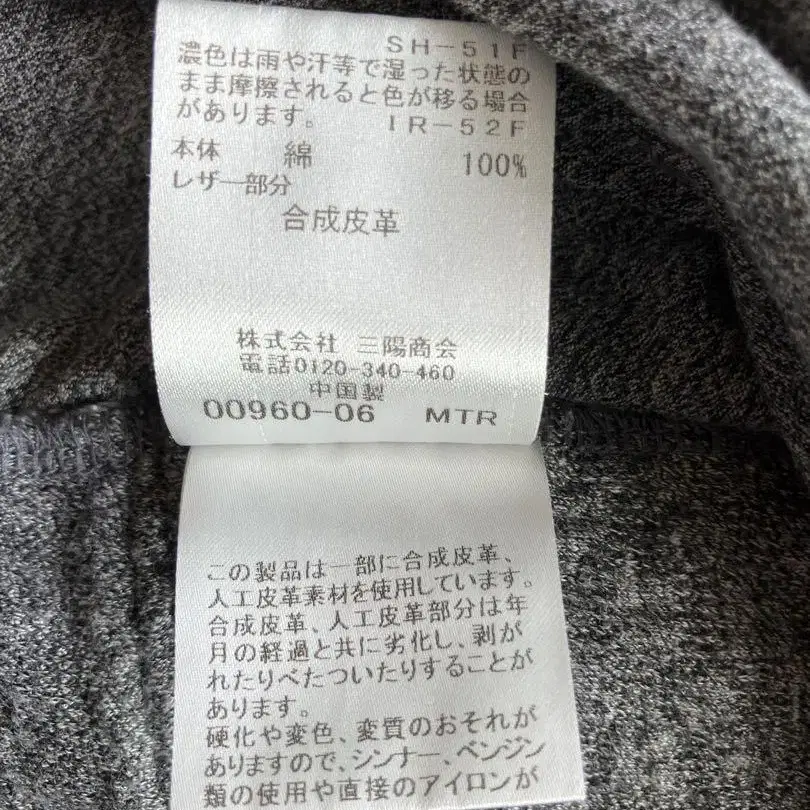 SH-51F
濃色は雨や汗等で湿った状態の
まま摩擦されると色が移る場合
があります。 IR-52F
本体 綿 100%
レザー部分
合成皮革
株式会社 三陽商会
電話0120-340-460
中国製
00960-06 MTR
この製品は一部に合成皮革、
人工皮革素材を使用しています。
合成皮革、人工皮革部分は年
月の経過と共に劣化し、剥が
れたりべたついたりすることが
あります。
硬化や変色、変質のおそれが
ありますので、シンナー、ベンジン
類の使用や直接のアイロンが